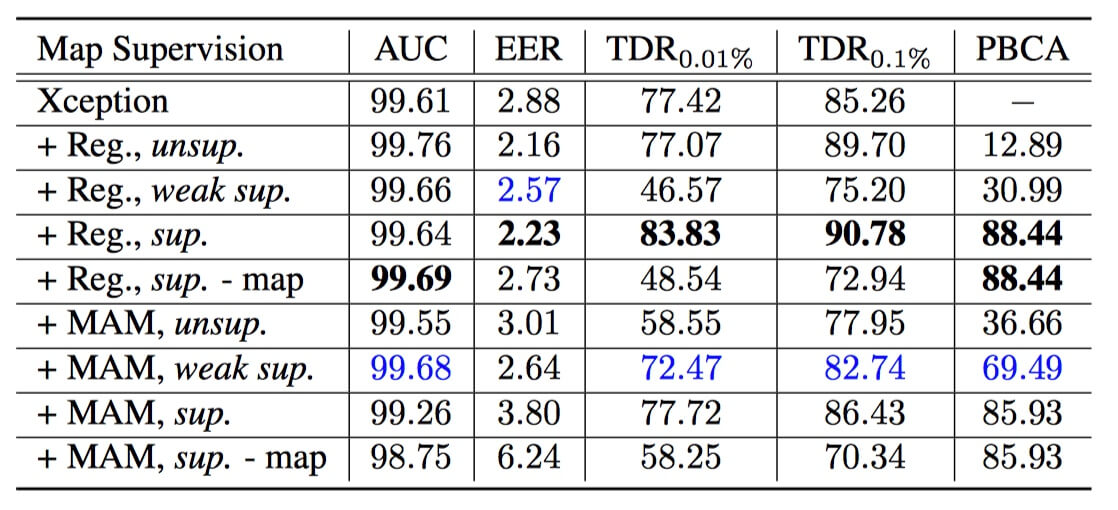 Map Supervision AUC EER TDR0.01% TDR0.1% PBCA
Xception 99.61 2.88 77.42 85.26 –
+ Reg., unsup. 99.76 2.16 77.07 89.70 12.89
+ Reg., weak sup. 99.66 2.57 46.57 75.20 30.99
+ Reg., sup. 99.64 2.23 83.83 90.78 88.44
+ Reg., sup. - map 99.69 2.73 48.54 72.94 88.44
+ MAM, unsup. 99.55 3.01 58.55 77.95 36.66
+ MAM, weak sup. 99.68 2.64 72.47 82.74 69.49
+ MAM, sup. 99.26 3.80 77.72 86.43 85.93
+ MAM, sup. - map 98.75 6.24 58.25 70.34 85.93